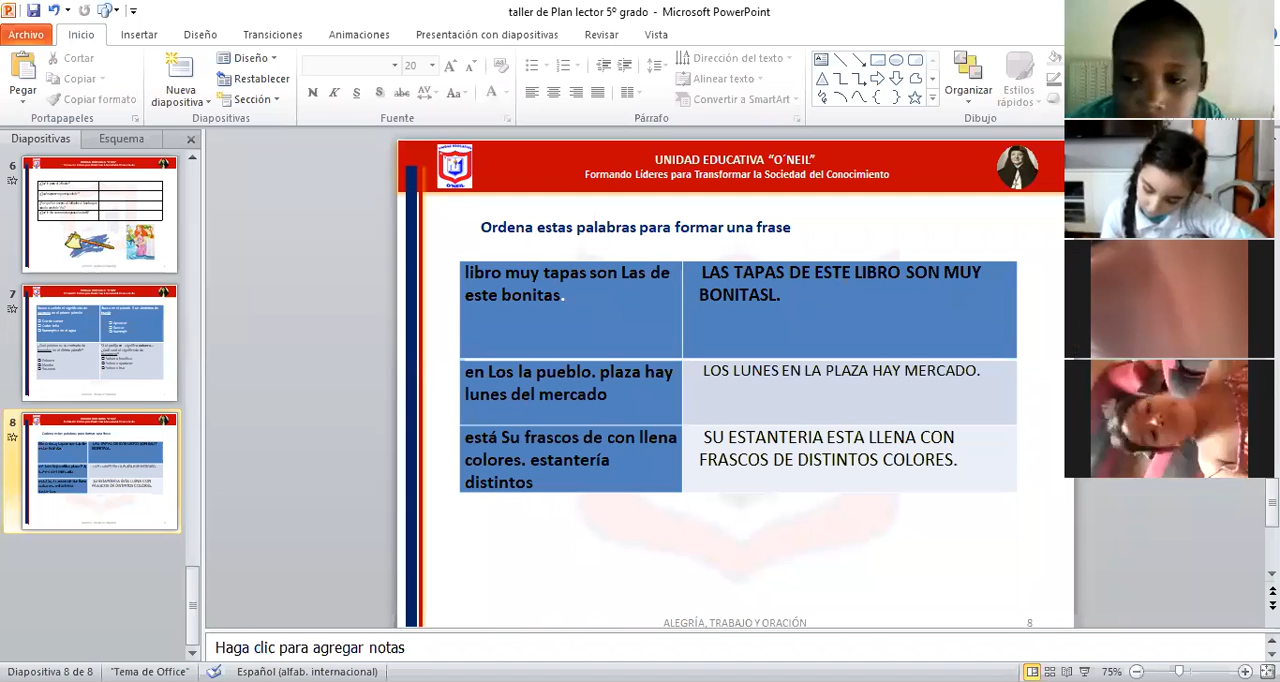 taller de Plan lector 5º grado - Microsoft PowerPoint
Archivo Inicio Insertar Diseño Transiciones Animaciones Presentación con diapositivas Revisar Vista
Pegar
Cortar
Copiar
Copiar formato
Portapapeles
Nueva
diapositiva
Diseño
Restablecer
Sección
Diapositivas
20
N K S S abc AV Aa A
Fuente
Párrafo
Dirección del texto
Alinear texto
Convertir a SmartArt
Organizar
Estilos
rápidos
Dibujo
Diapositivas Esquema
6
7
8
UNIDAD EDUCATIVA “O´NEIL”
Formando Líderes para Transformar la Sociedad del Conocimiento
Ordena estas palabras para formar una frase
libro muy tapas son Las de
este bonitas.
LAS TAPAS DE ESTE LIBRO SON MUY
BONITASL.
en Los la pueblo. plaza hay
lunes del mercado
LOS LUNES EN LA PLAZA HAY MERCADO.
está Su frascos de con llena
colores. estantería
distintos
SU ESTANTERIA ESTA LLENA CON
FRASCOS DE DISTINTOS COLORES.
ALEGRÍA, TRABAJO Y ORACIÓN 8
Haga clic para agregar notas
Diapositiva 8 de 8 "Tema de Office" Español (alfab. internacional) 75%